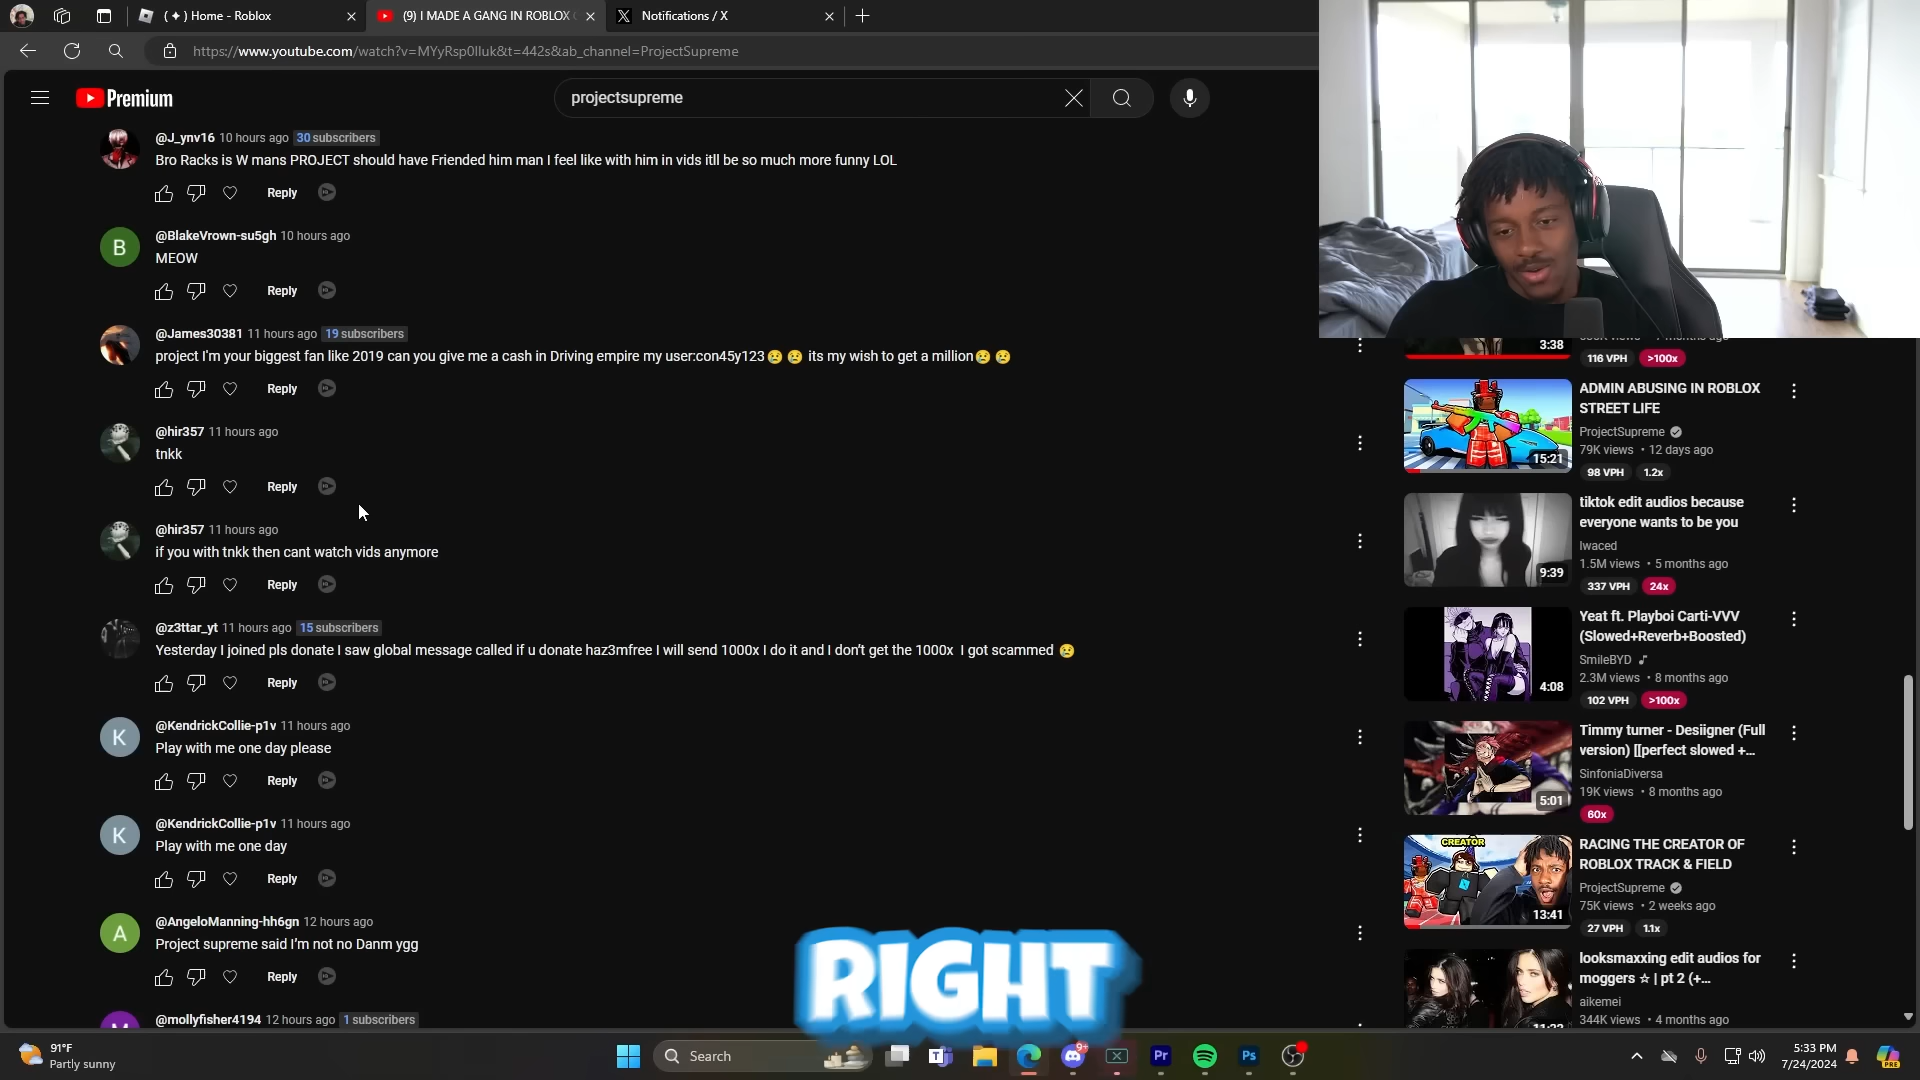 ( ✦ ) Home - Roblox
(9) I MADE A GANG IN ROBLOX
Notifications / X
https://www.youtube.com/watch?v=MYyRsp0lluk&t=442s&ab_channel=ProjectSupreme
Premium
projectsupreme
@J_ynv16 10 hours ago 30 subscribers
Bro Racks is W mans PROJECT should have Friended him man I feel like with him in vids itll be so much more funny LOL
Reply
B
@BlakeVrown-su5gh 10 hours ago
MEOW
Reply
@James30381 11 hours ago 19 subscribers
project I'm your biggest fan like 2019 can you give me a cash in Driving empire my user:con45y123😢 😢 its my wish to get a million😢 😢
Reply
@hir357 11 hours ago
tnkk
Reply
@hir357 11 hours ago
if you with tnkk then cant watch vids anymore
Reply
@z3ttar_yt 11 hours ago 15 subscribers
Yesterday I joined pls donate I saw global message called if u donate haz3mfree I will send 1000x I do it and I don't get the 1000x I got scammed 😢
Reply
K
@KendrickCollie-p1v 11 hours ago
Play with me one day please
Reply
K
@KendrickCollie-p1v 11 hours ago
Play with me one day
Reply
A
@AngeloManning-hh6gn 12 hours ago
Project supreme said I'm not no Danm ygg
Reply
@mollyfisher4194 12 hours ago 1 subscribers
3:38
116 VPH >100x
15:21
ADMIN ABUSING IN ROBLOX
STREET LIFE
ProjectSupreme
79K views • 12 days ago
98 VPH 1.2x
9:39
tiktok edit audios because
everyone wants to be you
lwaced
1.5M views • 5 months ago
337 VPH 24x
4:08
Yeat ft. Playboi Carti-VVV
(Slowed+Reverb+Boosted)
SmileBYD
2.3M views • 8 months ago
102 VPH >100x
5:01
Timmy turner - Desiigner (Full
version) [[perfect slowed +...
SinfoniaDiversa
19K views • 8 months ago
60x
CREATOR
13:41
RACING THE CREATOR OF
ROBLOX TRACK & FIELD
ProjectSupreme
75K views • 2 weeks ago
27 VPH 1.1x
looksmaxxing edit audios for
moggers ☆ | pt 2 (+...
aikemei
344K views • 4 months ago
RIGHT
91°F
Partly sunny
Search
9+
Pr
Ps
5:33 PM
7/24/2024
PRE